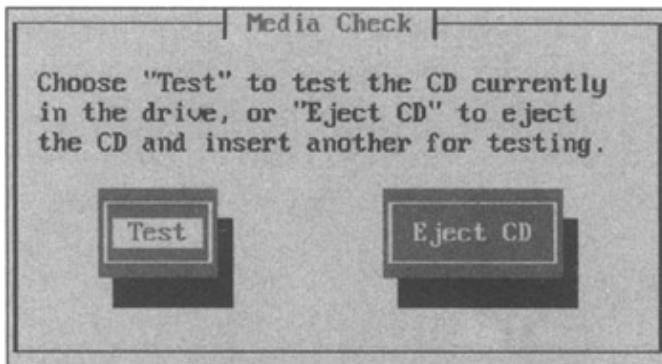 Media Check
Choose "Test" to test the CD currently
in the drive, or "Eject CD" to eject
the CD and insert another for testing.
Test
Eject CD